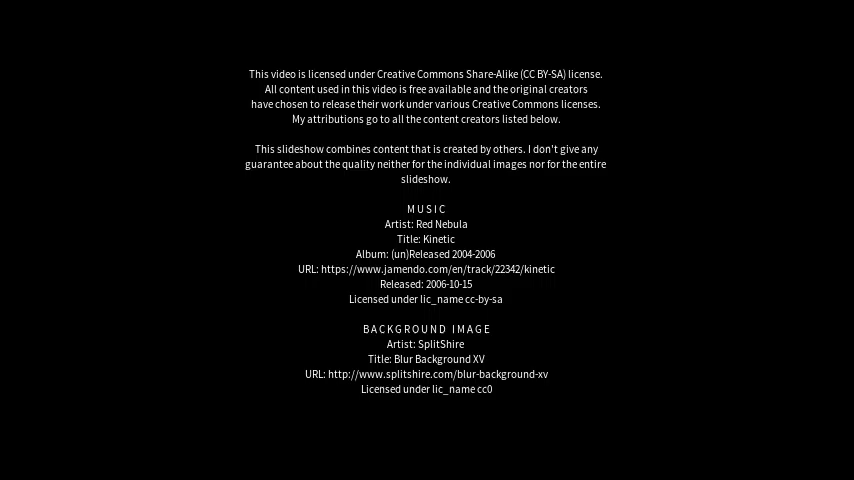 This video is licensed under Creative Commons Share-Alike (CC BY-SA) license.
All content used in this video is free available and the original creators
have chosen to release their work under various Creative Commons licenses.
My attributions go to all the content creators listed below.
This slideshow combines content that is created by others. I don't give any
guarantee about the quality neither for the individual images nor for the entire
slideshow.
M U S I C
Artist: Red Nebula
Title: Kinetic
Album: (un)Released 2004-2006
URL: https://www.jamendo.com/en/track/22342/kinetic
Released: 2006-10-15
Licensed under lic_name cc-by-sa
B A C K G R O U N D   I M A G E
Artist: SplitShire
Title: Blur Background XV
URL: http://www.splitshire.com/blur-background-xv
Licensed under lic_name cc0